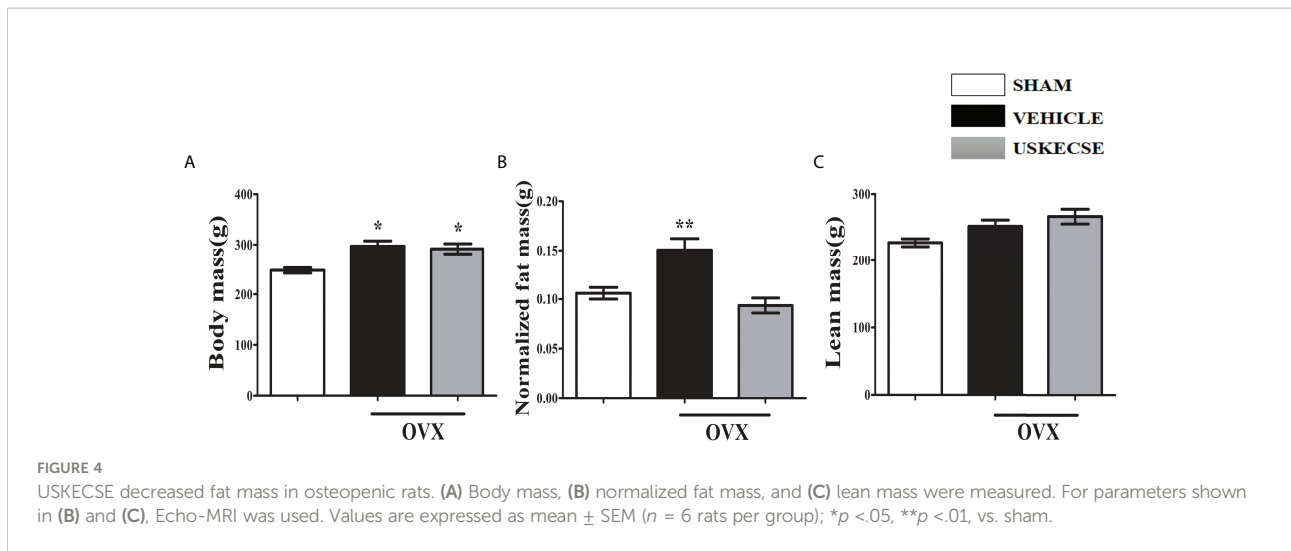 SHAM
VEHICLE
USKECSE
A
Body mass(g)
400
300
200
100
0
*
*
OVX
B
Normalized fat mass(g)
0.20
0.15
0.10
0.05
0.00
**
OVX
C
Lean mass(g)
300
200
100
0
OVX
FIGURE 4
USKECSE decreased fat mass in osteopenic rats. (A) Body mass, (B) normalized fat mass, and (C) lean mass were measured. For parameters shown
in (B) and (C), Echo-MRI was used. Values are expressed as mean ± SEM (n = 6 rats per group); *p <.05, **p <.01, vs. sham.